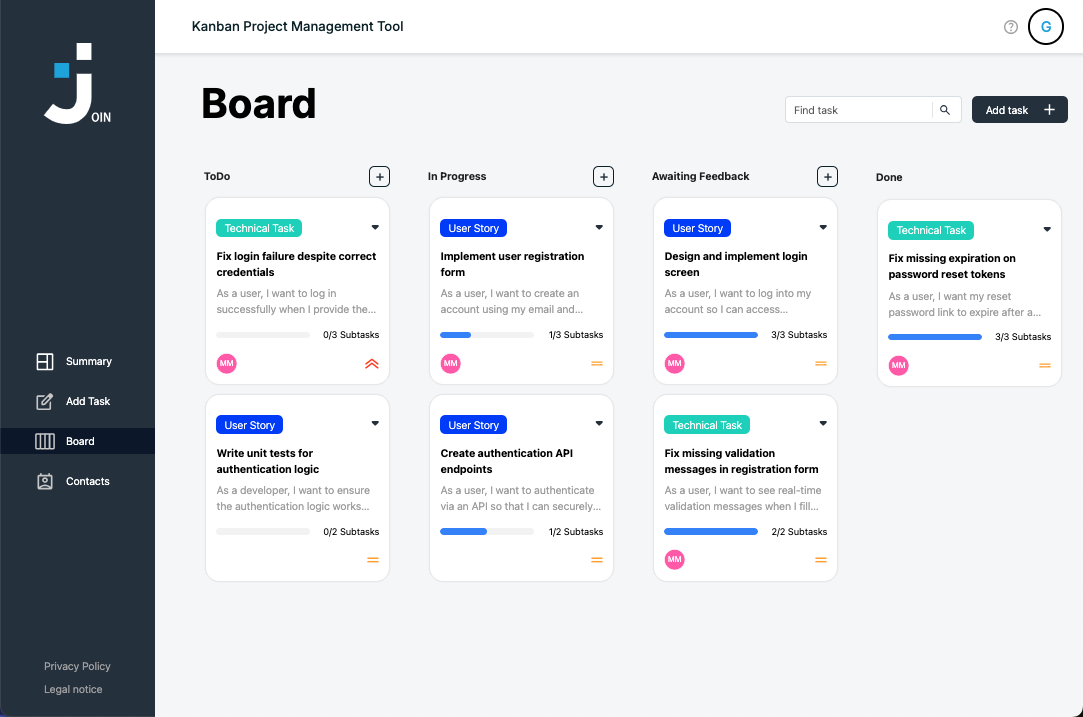 Kanban Project Management Tool
?
G
JOIN
Summary
Add Task
Board
Contacts
Privacy Policy
Legal notice
Board
Find task
Add task +
ToDo +
Technical Task
Fix login failure despite correct
credentials
As a user, I want to log in
successfully when I provide the...
0/3 Subtasks
MM
User Story
Write unit tests for
authentication logic
As a developer, I want to ensure
the authentication logic works...
0/2 Subtasks
In Progress +
User Story
Implement user registration
form
As a user, I want to create an
account using my email and...
1/3 Subtasks
MM
User Story
Create authentication API
endpoints
As a user, I want to authenticate
via an API so that I can securely...
1/2 Subtasks
Awaiting Feedback +
User Story
Design and implement login
screen
As a user, I want to log into my
account so I can access...
3/3 Subtasks
MM
Technical Task
Fix missing validation
messages in registration form
As a user, I want to see real-time
validation messages when I fill...
2/2 Subtasks
MM
Done
Technical Task
Fix missing expiration on
password reset tokens
As a user, I want my reset
password link to expire after a...
3/3 Subtasks
MM